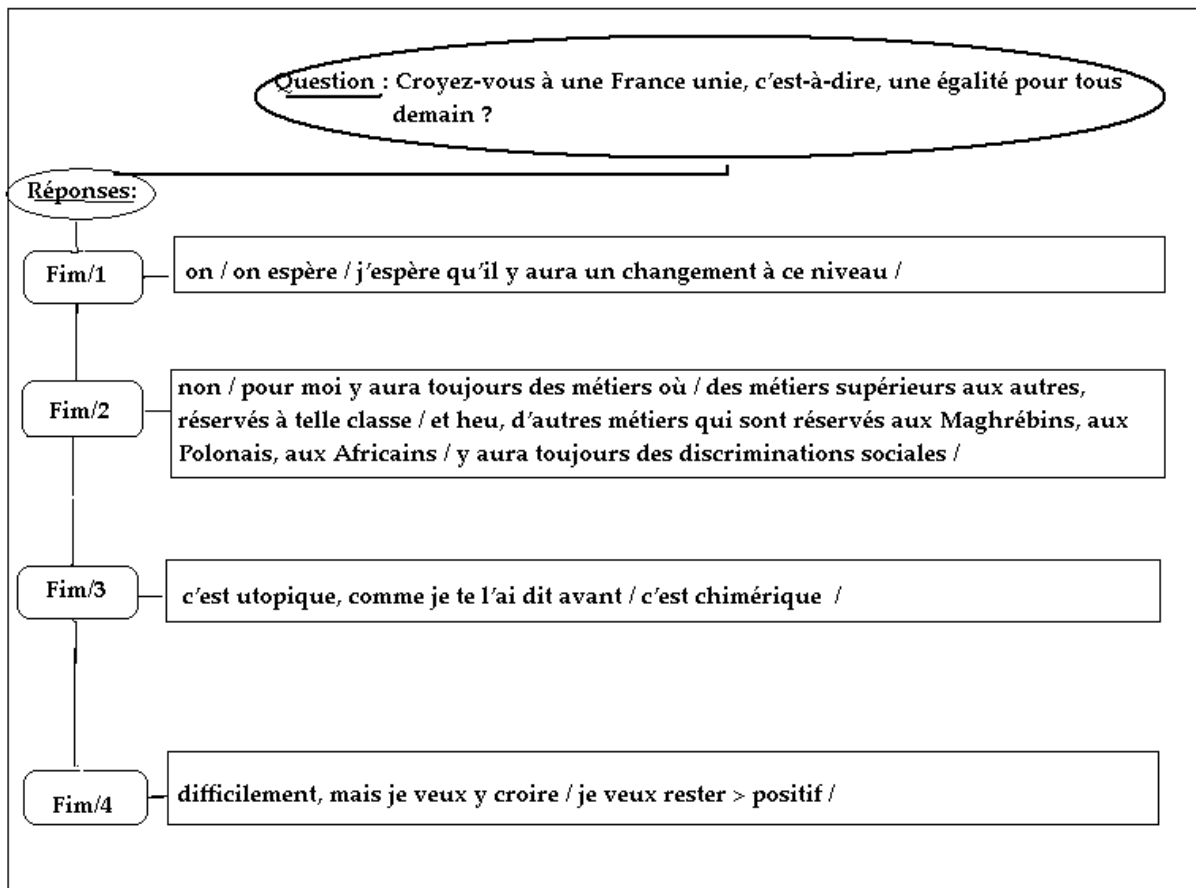 Question : Croyez-vous à une France unie, c'est-à-dire, une égalité pour tous
demain ?
Réponses:
Fim/1
on / on espère / j'espère qu'il y aura un changement à ce niveau /
Fim/2
non / pour moi y aura toujours des métiers où / des métiers supérieurs aux autres,
réservés à telle classe / et heu, d'autres métiers qui sont réservés aux Maghrébins, aux
Polonais, aux Africains / y aura toujours des discriminations sociales /
Fim/3
c'est utopique, comme je te l'ai dit avant / c'est chimérique /
Fim/4
difficilement, mais je veux y croire / je veux rester > positif /